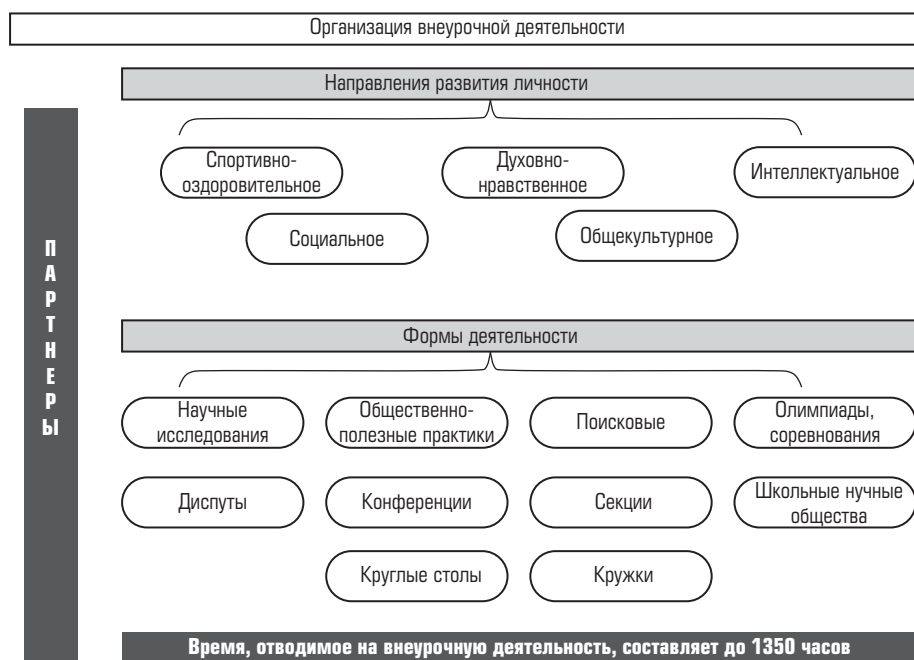 Организация внеурочной деятельности
Направления развития личности
Спортивно-
оздоровительное
Духовно-
нравственное
Интеллектуальное
Социальное
Общекультурное
ПАРТНЕРЫ
Формы деятельности
Научные
исследования
Общественно-
полезные практики
Поисковые
Олимпиады,
соревнования
Диспуты
Конференции
Секции
Школьные нучные
общества
Круглые столы
Кружки
Время, отводимое на внеурочную деятельность, составляет до 1350 часов